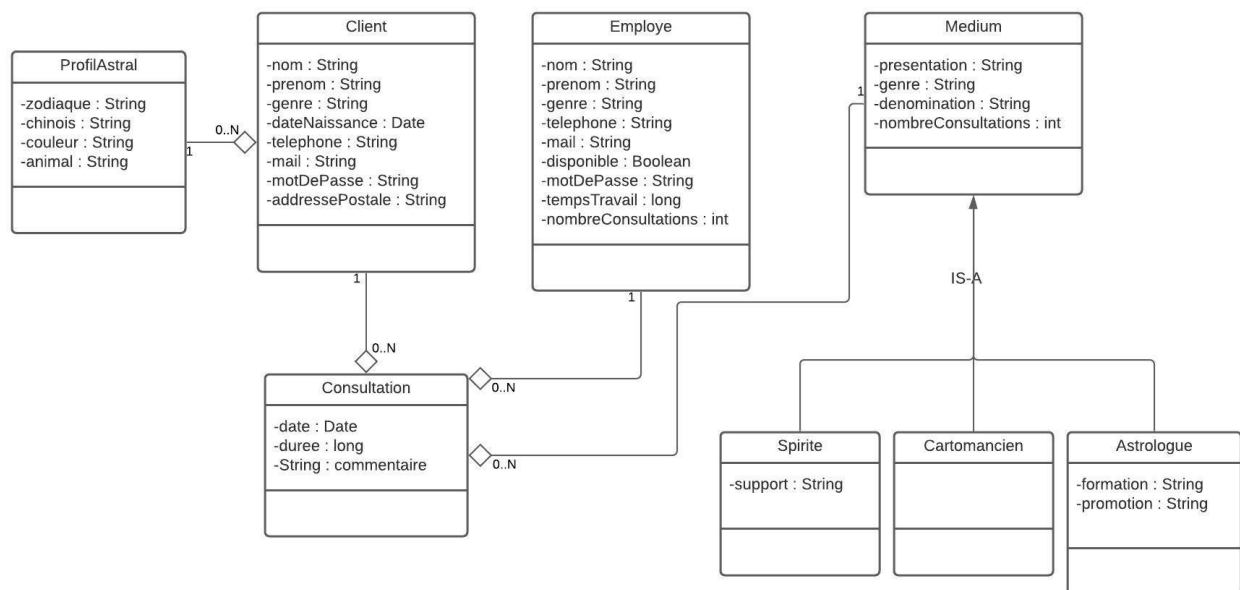 ProfilAstral
-zodiaque : String
-chinois : String
-couleur : String
-animal : String
1
0..N
Client
-nom : String
-prenom : String
-genre : String
-dateNaissance : Date
-telephone : String
-mail : String
-motDePasse : String
-addressePostale : String
1
0..N
Employe
-nom : String
-prenom : String
-genre : String
-telephone : String
-mail : String
-disponible : Boolean
-motDePasse : String
-tempsTravail : long
-nombreConsultations : int
1
0..N
Medium
-presentation : String
-genre : String
-denomination : String
-nombreConsultations : int
1
0..N
IS-A
Consultation
-date : Date
-duree : long
-String : commentaire
Spirite
-support : String
Cartomancien
Astrologue
-formation : String
-promotion : String